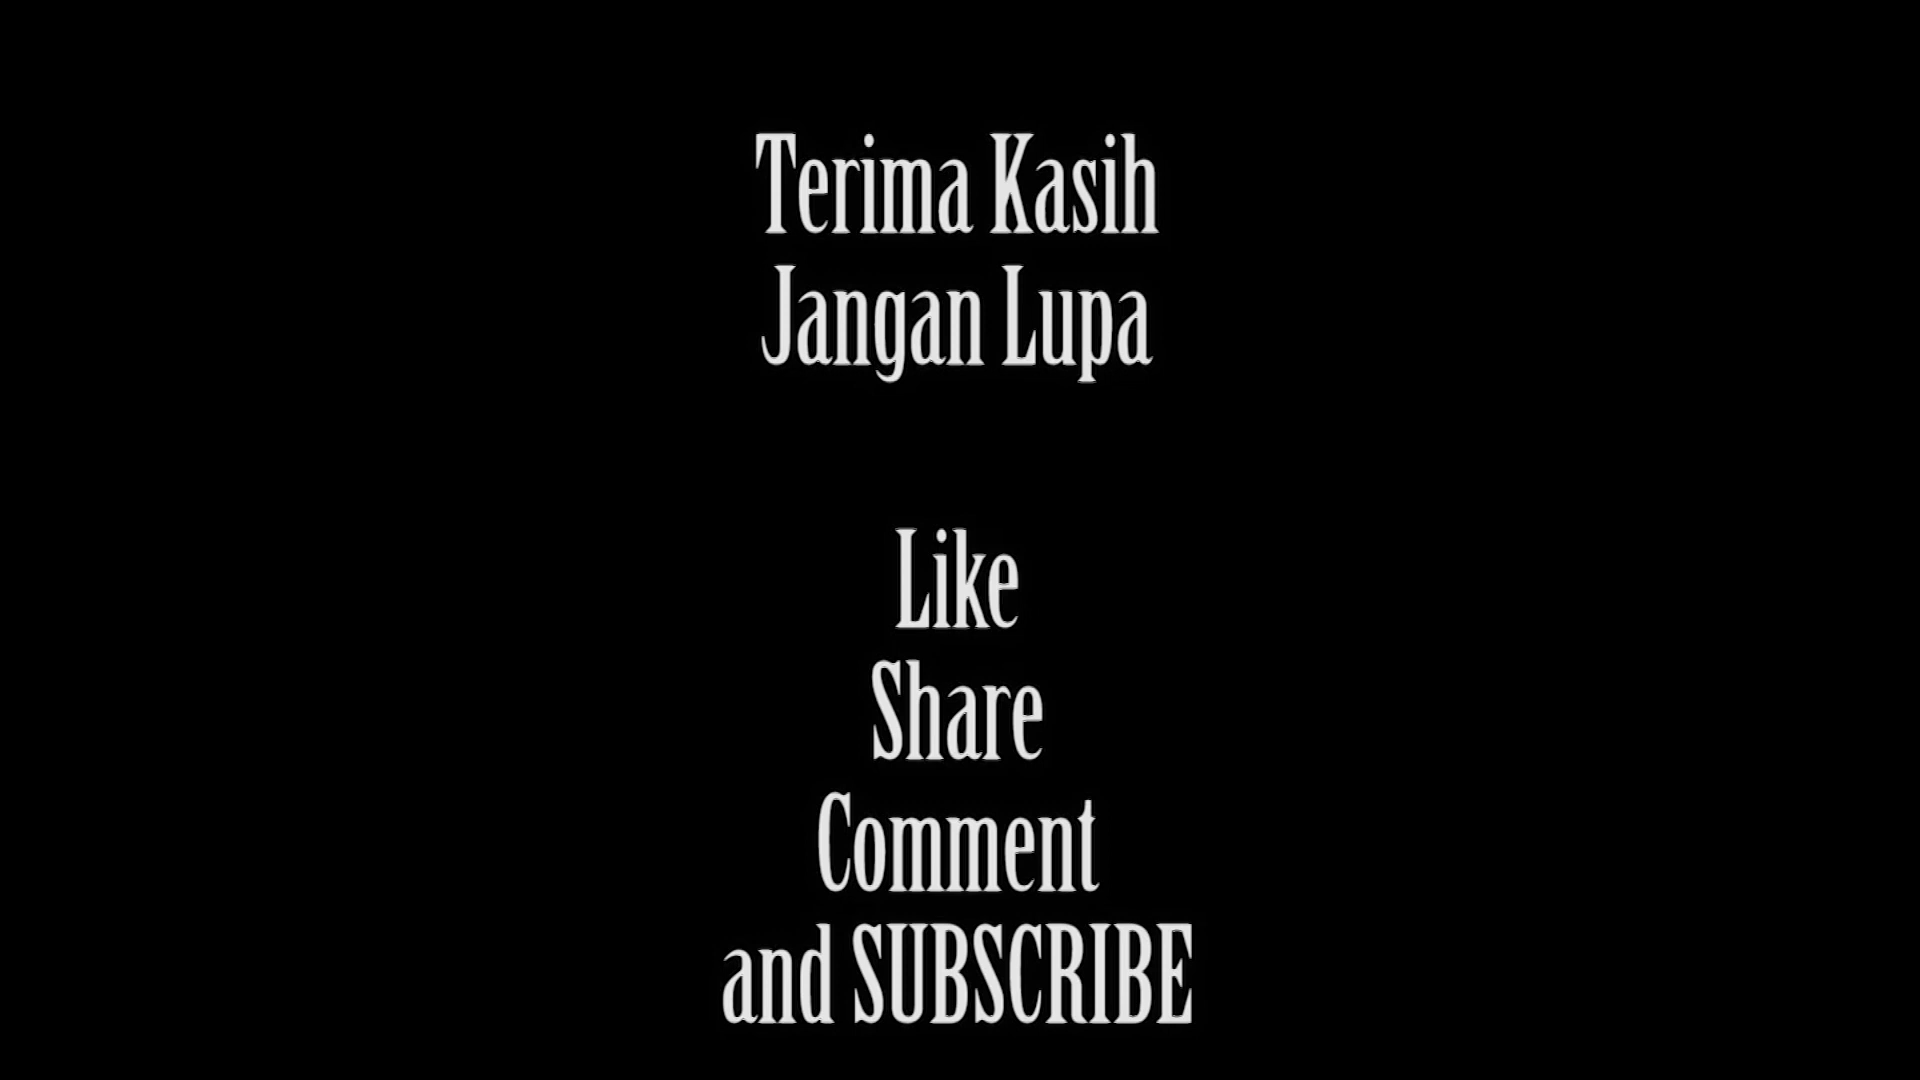 Terima Kasih
Jangan Lupa
Like
Share
Comment
and SUBSCRIBE